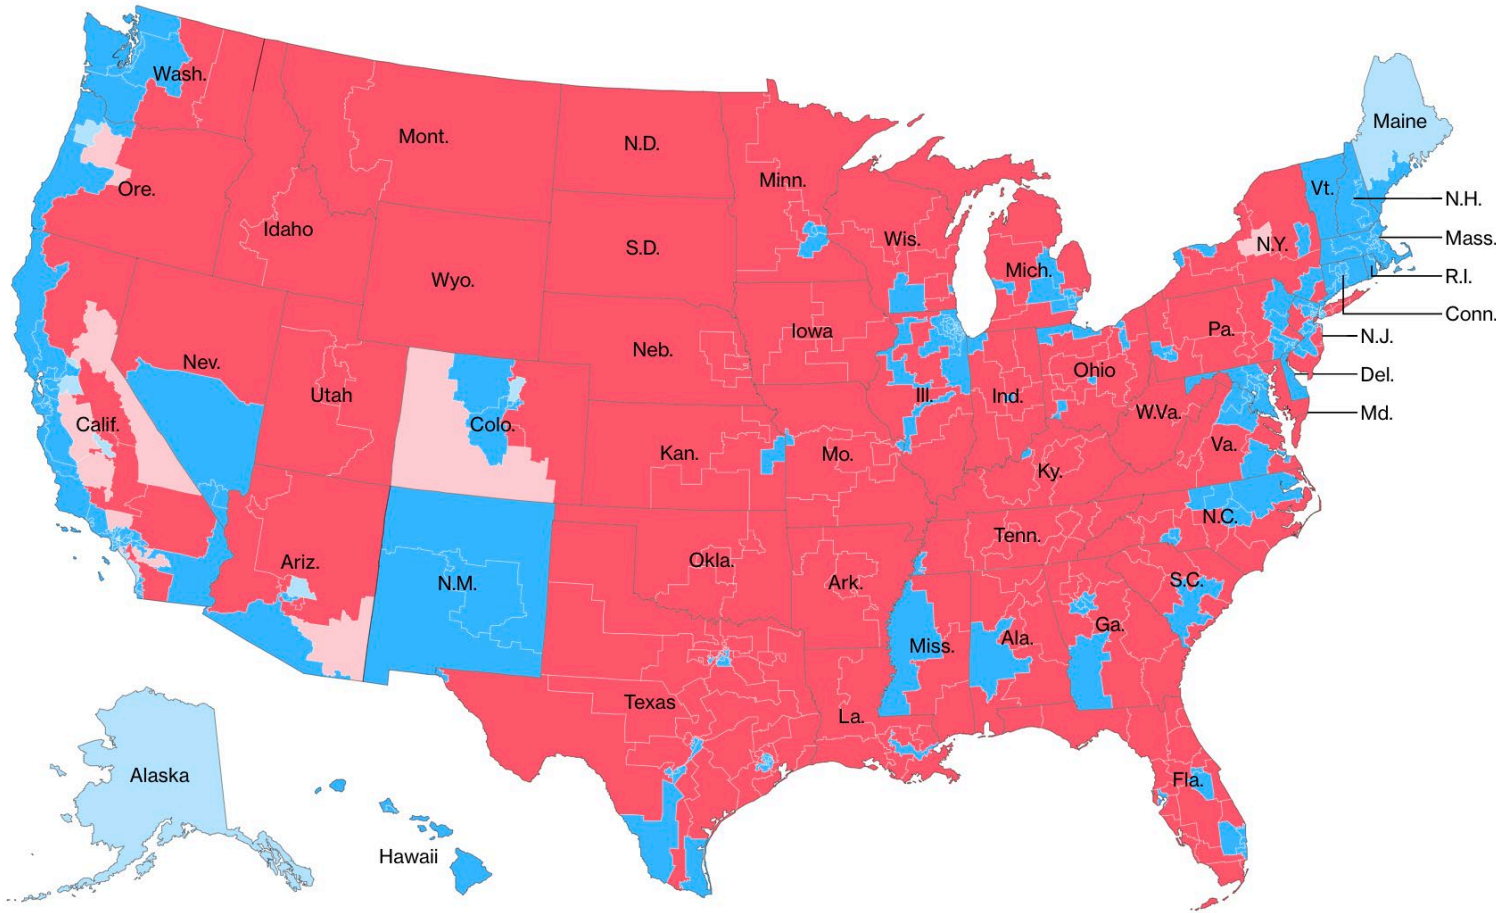 Wash.
Mont.
N.D.
Minn.
Maine
Ore.
Idaho
S.D.
Wis.
Vt.
N.H.
Wyo.
Mich.
N.Y.
Mass.
R.I.
Conn.
Nev.
Utah
Neb.
Iowa
Pa.
N.J.
Calif.
Colo.
Ill.
Ind.
Ohio
Del.
W.Va.
Md.
Kan.
Mo.
Ky.
Va.
Ariz.
N.M.
Okla.
Ark.
Tenn.
N.C.
S.C.
Texas
La.
Miss.
Ala.
Ga.
Fla.
Alaska
Hawaii